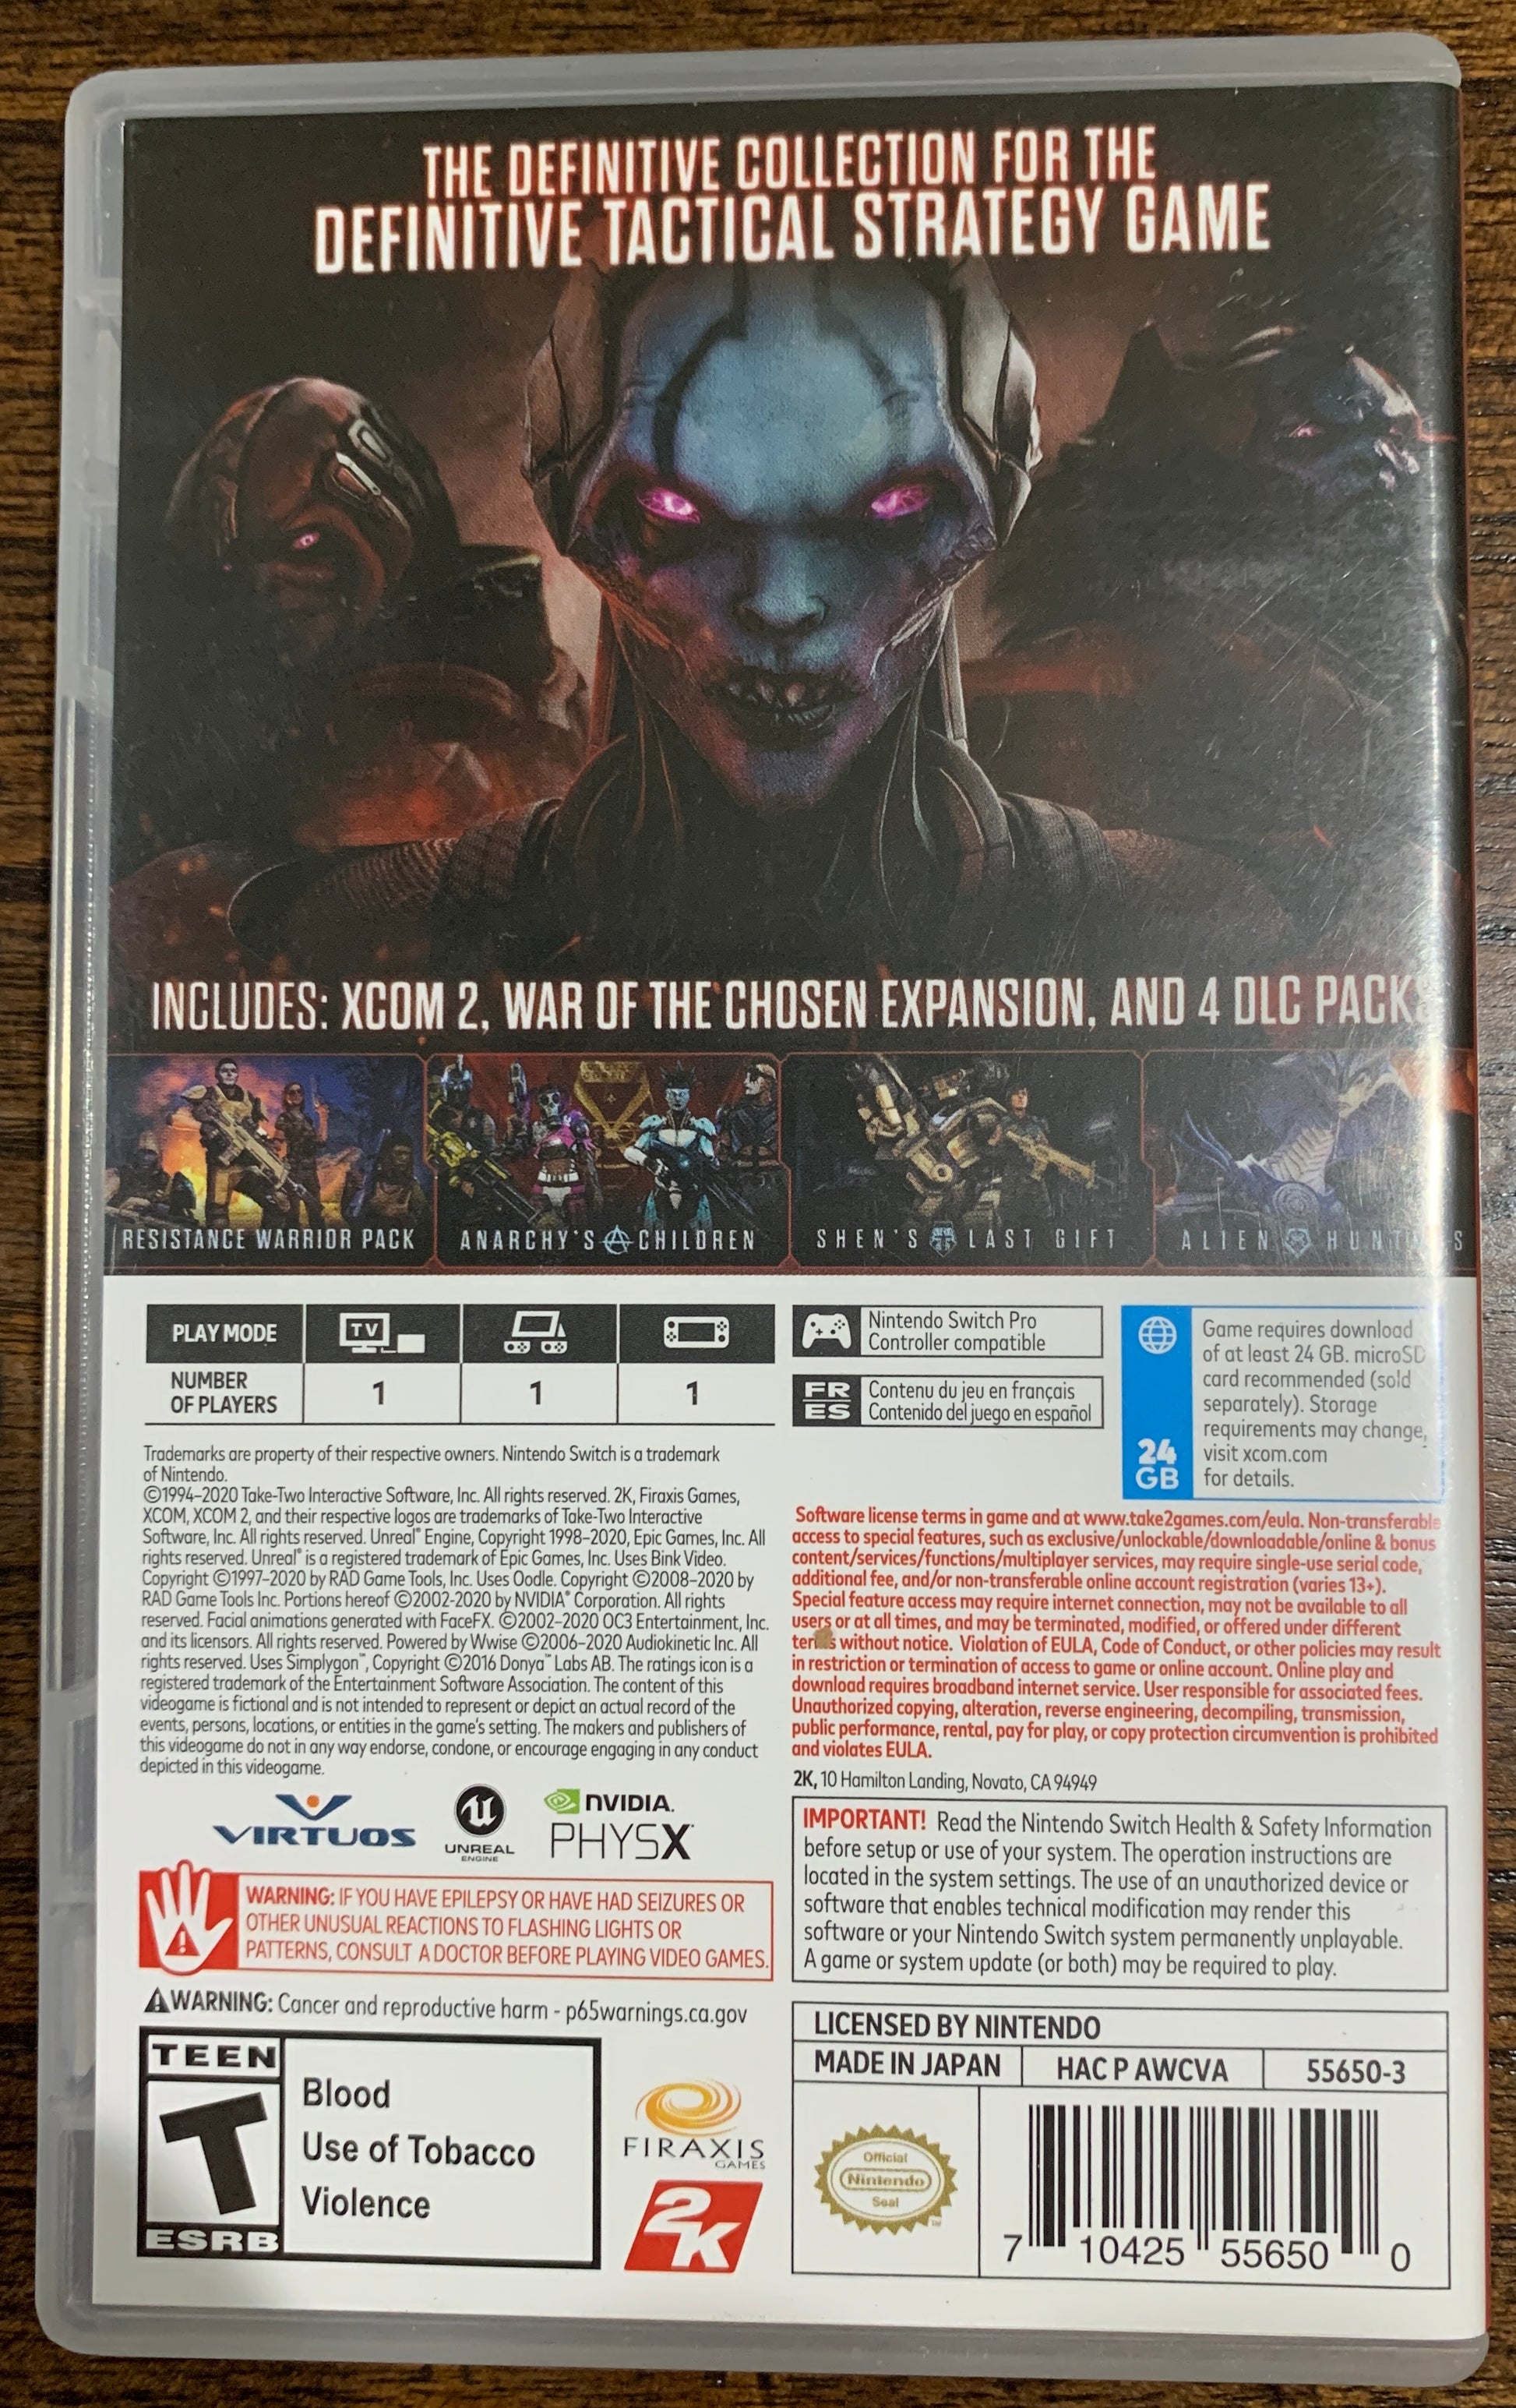 THE DEFINITIVE COLLECTION FOR THE
DEFINITIVE TACTICAL STRATEGY GAME
INCLUDES: XCOM 2, WAR OF THE CHOSEN EXPANSION, AND 4 DLC PACKS
RESISTANCE WARRIOR PACK
ANARCHY'S CHILDREN
SHEN'S LAST GIFT
ALIEN HUNTERS
PLAY MODE
TV
NUMBER
OF PLAYERS
1
1
1
Nintendo Switch Pro
Controller compatible
FR
ES
Contenu du jeu en français
Contenido del juego en español
24
GB
Game requires download
of at least 24 GB. microSD
card recommended (sold
separately). Storage
requirements may change,
visit xcom.com
for details.
Trademarks are property of their respective owners. Nintendo Switch is a trademark
of Nintendo.
©1994-2020 Take-Two Interactive Software, Inc. All rights reserved. 2K, Firaxis Games,
XCOM, XCOM 2, and their respective logos are trademarks of Take-Two Interactive
Software, Inc. All rights reserved. Unreal® Engine, Copyright 1998-2020, Epic Games, Inc. All
rights reserved. Unreal® is a registered trademark of Epic Games, Inc. Uses Bink Video.
Copyright ©1997-2020 by RAD Game Tools, Inc. Uses Oodle. Copyright ©2008-2020 by
RAD Game Tools Inc. Portions hereof ©2002-2020 by NVIDIA® Corporation. All rights
reserved. Facial animations generated with FaceFX. ©2002-2020 OC3 Entertainment, Inc.
and its licensors. All rights reserved. Powered by Wwise ©2006-2020 Audiokinetic Inc. All
rights reserved. Uses Simplygon™, Copyright ©2016 Donya™ Labs AB. The ratings icon is a
registered trademark of the Entertainment Software Association. The content of this
videogame is fictional and is not intended to represent or depict an actual record of the
events, persons, locations, or entities in the game's setting. The makers and publishers of
this videogame do not in any way endorse, condone, or encourage engaging in any conduct
depicted in this videogame.
Software license terms in game and at www.take2games.com/eula. Non-transferable
access to special features, such as exclusive/unlockable/downloadable/online & bonus
content/services/functions/multiplayer services, may require single-use serial code,
additional fee, and/or non-transferable online account registration (varies 13+).
Special feature access may require internet connection, may not be available to all
users or at all times, and may be terminated, modified, or offered under different
terms without notice. Violation of EULA, Code of Conduct, or other policies may result
in restriction or termination of access to game or online account. Online play and
download requires broadband internet service. User responsible for associated fees.
Unauthorized copying, alteration, reverse engineering, decompiling, transmission,
public performance, rental, pay for play, or copy protection circumvention is prohibited
and violates EULA.
2K, 10 Hamilton Landing, Novato, CA 94949
VIRTUOS
UNREAL
ENGINE
NVIDIA.
PHYSX
IMPORTANT! Read the Nintendo Switch Health & Safety Information
before setup or use of your system. The operation instructions are
located in the system settings. The use of an unauthorized device or
software that enables technical modification may render this
software or your Nintendo Switch system permanently unplayable.
A game or system update (or both) may be required to play.
WARNING: IF YOU HAVE EPILEPSY OR HAVE HAD SEIZURES OR
OTHER UNUSUAL REACTIONS TO FLASHING LIGHTS OR
PATTERNS, CONSULT A DOCTOR BEFORE PLAYING VIDEO GAMES.
WARNING: Cancer and reproductive harm - p65warnings.ca.gov
TEEN
T
ESRB
Blood
Use of Tobacco
Violence
FIRAXIS
GAMES
2K
LICENSED BY NINTENDO
MADE IN JAPAN
HAC P AWCVA
55650-3
Official
Nintendo
Seal
7 10425 55650 0